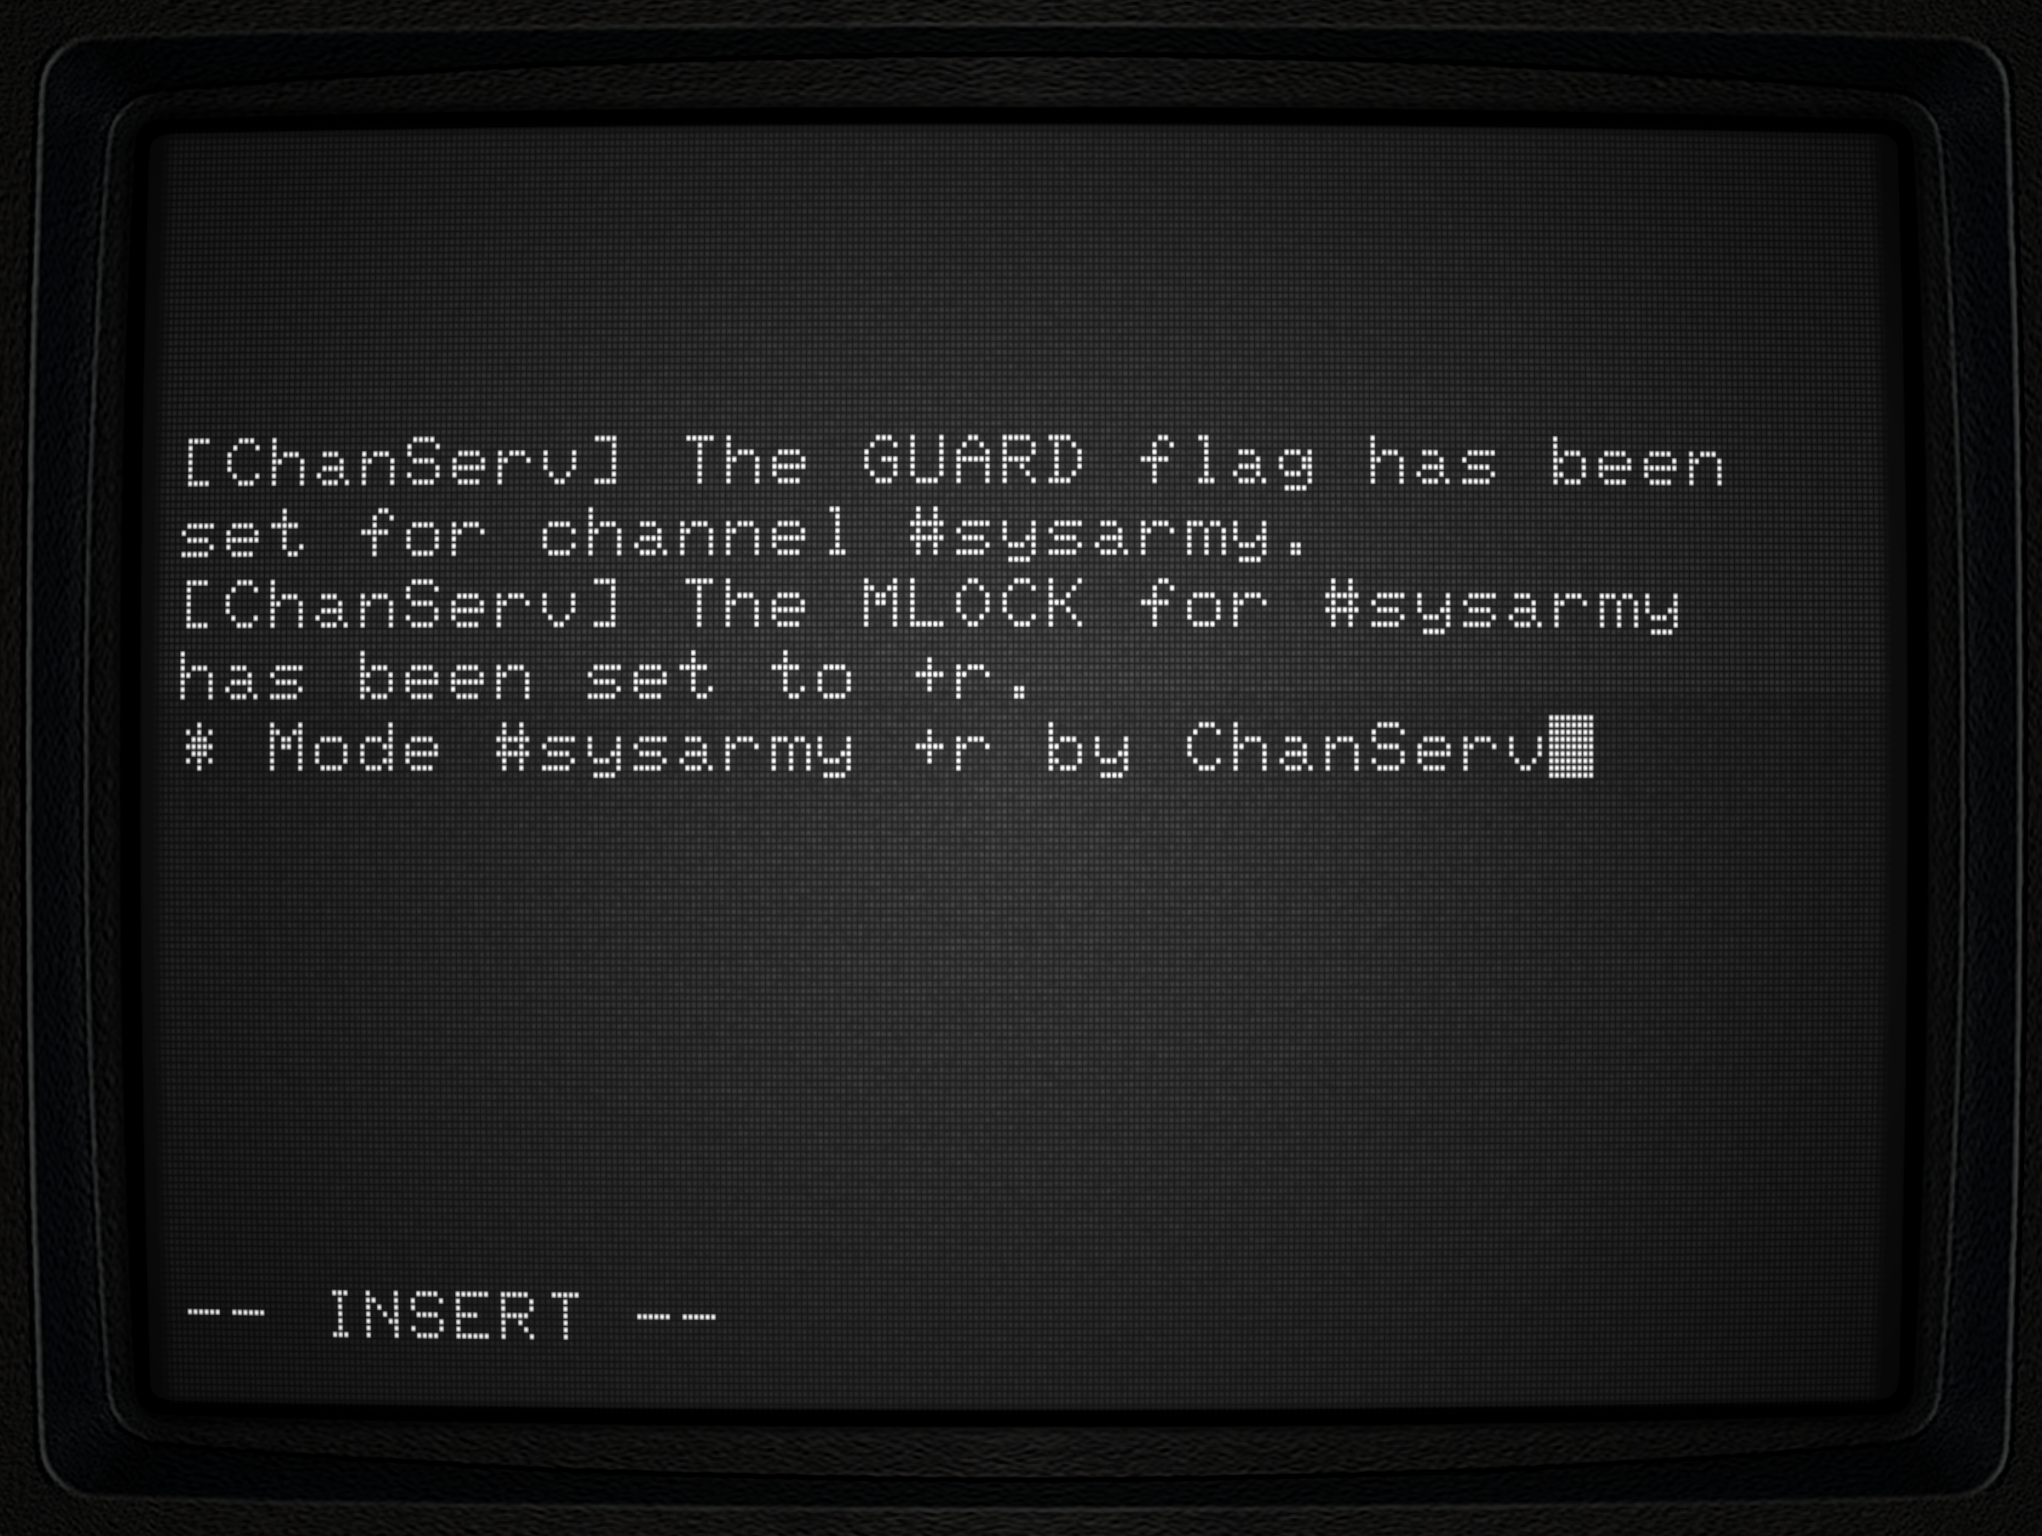 [ChanServ] The GUARD flag has been
set for channel #sysarmy.
[ChanServ] The MLOCK for #sysarmy
has been set to +r.
* Mode #sysarmy +r by ChanServ
-- INSERT --